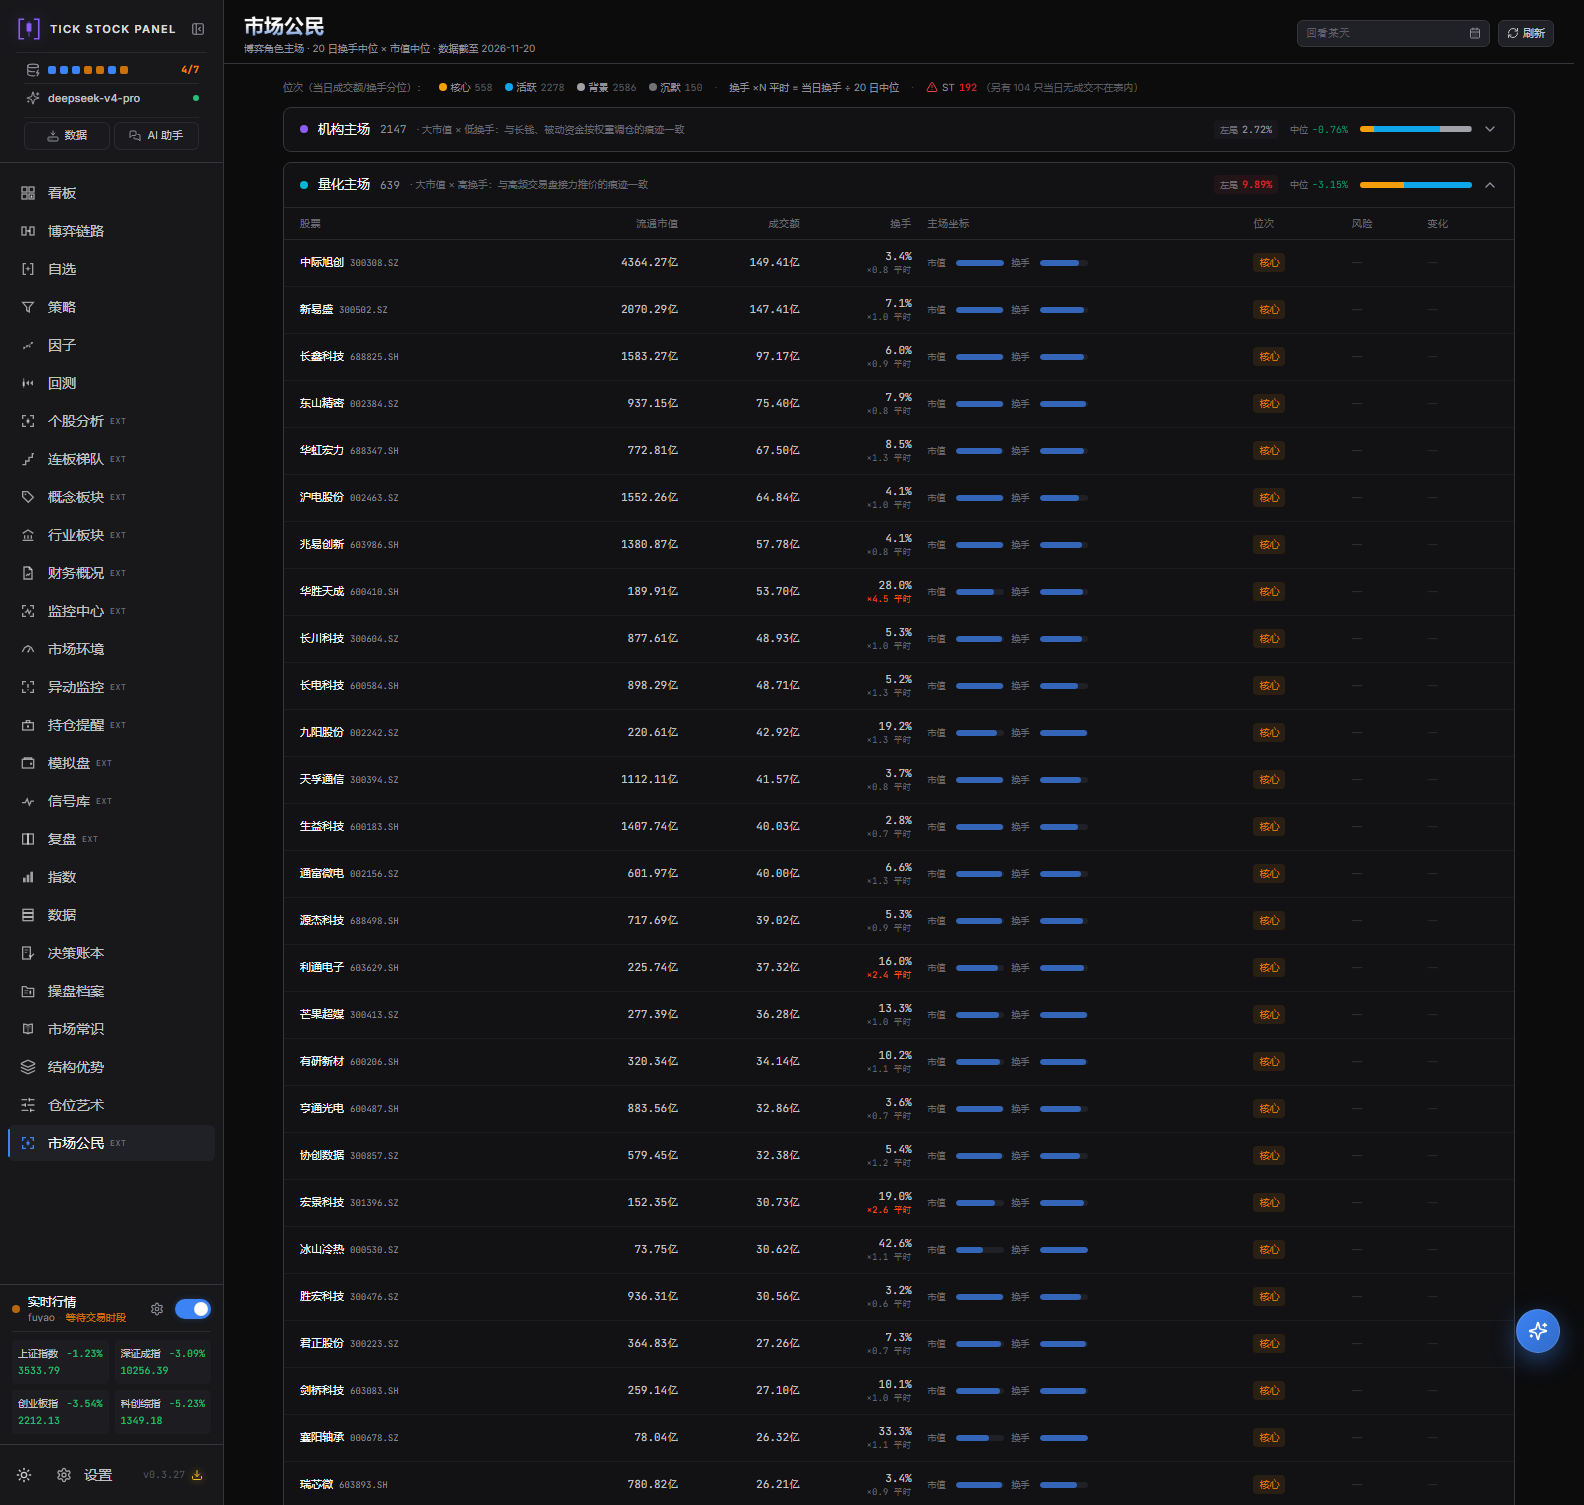 TICK STOCK PANEL
4/7
deepseek-v4-pro
数据
AI 助手
看板
博弈链路
自选
策略
因子
回测
个股分析 EXT
连板梯队 EXT
概念板块 EXT
行业板块 EXT
财务概况 EXT
监控中心 EXT
市场环境
异动监控 EXT
持仓提醒 EXT
模拟盘 EXT
信号库 EXT
复盘 EXT
指数
数据
决策账本
操盘档案
市场常识
结构优势
仓位艺术
市场公民 EXT
实时行情
fuyao · 等待交易时段
上证指数 -1.23%
3533.79
深证成指 -3.09%
10256.39
创业板指 -3.54%
2212.13
科创综指 -5.23%
1349.18
设置
v0.3.27
市场公民
博弈角色主场 · 20 日换手中位 × 市值中位 · 数据截至 2026-11-20
回看某天
刷新
位次（当日成交额/换手分位）： 核心 558 活跃 2278 背景 2586 沉默 150 · 换手 ×N 平时 = 当日换手 ÷ 20 日中位 · ST 192 （另有 104 只当日无成交不在表内）
机构主场 2147 · 大市值 × 低换手：与长钱、被动资金按权重调仓的痕迹一致 左尾 2.72% 中位 -0.76%
量化主场 639 · 大市值 × 高换手：与高频交易盘接力推价的痕迹一致 左尾 9.89% 中位 -3.15%
股票 流通市值 成交额 换手 主场坐标 位次 风险 变化
中际旭创 300308.SZ 4364.27亿 149.41亿 3.4% ×0.8 平时 市值 换手 核心 — —
新易盛 300502.SZ 2070.29亿 147.41亿 7.1% ×1.0 平时 市值 换手 核心 — —
长鑫科技 688825.SH 1583.27亿 97.17亿 6.0% ×0.9 平时 市值 换手 核心 — —
东山精密 002384.SZ 937.15亿 75.40亿 7.9% ×0.8 平时 市值 换手 核心 — —
华虹宏力 688347.SH 772.81亿 67.50亿 8.5% ×1.3 平时 市值 换手 核心 — —
沪电股份 002463.SZ 1552.26亿 64.84亿 4.1% ×1.0 平时 市值 换手 核心 — —
兆易创新 603986.SH 1380.87亿 57.78亿 4.1% ×0.8 平时 市值 换手 核心 — —
华胜天成 600410.SH 189.91亿 53.70亿 28.0% ×4.5 平时 市值 换手 核心 — —
长川科技 300604.SZ 877.61亿 48.93亿 5.3% ×1.0 平时 市值 换手 核心 — —
长电科技 600584.SH 898.29亿 48.71亿 5.2% ×1.3 平时 市值 换手 核心 — —
九阳股份 002242.SZ 220.61亿 42.92亿 19.2% ×1.3 平时 市值 换手 核心 — —
天孚通信 300394.SZ 1112.11亿 41.57亿 3.7% ×0.8 平时 市值 换手 核心 — —
生益科技 600183.SH 1407.74亿 40.03亿 2.8% ×0.7 平时 市值 换手 核心 — —
通富微电 002156.SZ 601.97亿 40.00亿 6.6% ×1.3 平时 市值 换手 核心 — —
源杰科技 688498.SH 717.69亿 39.02亿 5.3% ×0.9 平时 市值 换手 核心 — —
利通电子 603629.SH 225.74亿 37.32亿 16.0% ×2.4 平时 市值 换手 核心 — —
芒果超媒 300413.SZ 277.39亿 36.28亿 13.3% ×1.0 平时 市值 换手 核心 — —
有研新材 600206.SH 320.34亿 34.14亿 10.2% ×1.1 平时 市值 换手 核心 — —
亨通光电 600487.SH 883.56亿 32.86亿 3.6% ×0.7 平时 市值 换手 核心 — —
协创数据 300857.SZ 579.45亿 32.38亿 5.4% ×1.2 平时 市值 换手 核心 — —
宏景科技 301396.SZ 152.35亿 30.73亿 19.0% ×2.6 平时 市值 换手 核心 — —
冰山冷热 000530.SZ 73.75亿 30.62亿 42.6% ×1.1 平时 市值 换手 核心 — —
胜宏科技 300476.SZ 936.31亿 30.56亿 3.2% ×0.6 平时 市值 换手 核心 — —
君正股份 300223.SZ 364.83亿 27.26亿 7.3% ×0.7 平时 市值 换手 核心 — —
剑桥科技 603083.SH 259.14亿 27.10亿 10.1% ×1.0 平时 市值 换手 核心 — —
襄阳轴承 000678.SZ 78.04亿 26.32亿 33.3% ×1.1 平时 市值 换手 核心 — —
瑞芯微 603893.SH 780.82亿 26.21亿 3.4% ×0.9 平时 市值 换手 核心 — —